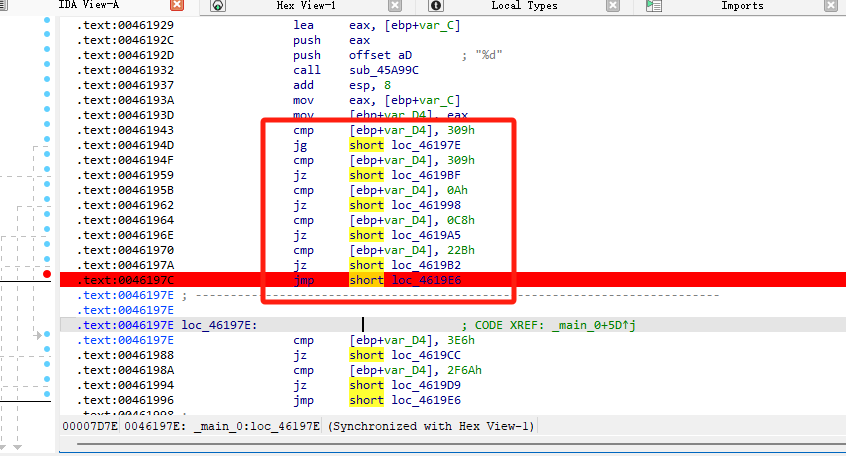 IDA View-A Hex View-1 Local Types Imports
.text:00461929 lea eax, [ebp+var_C]
.text:0046192C push eax
.text:0046192D push offset aD ; "%d"
.text:00461932 call sub_45A99C
.text:00461937 add esp, 8
.text:0046193A mov eax, [ebp+var_C]
.text:0046193D mov [ebp+var_D4], eax
.text:00461943 cmp [ebp+var_D4], 309h
.text:0046194D jg short loc_46197E
.text:0046194F cmp [ebp+var_D4], 309h
.text:00461959 jz short loc_4619BF
.text:0046195B cmp [ebp+var_D4], 0Ah
.text:00461962 jz short loc_461998
.text:00461964 cmp [ebp+var_D4], 0C8h
.text:0046196E jz short loc_4619A5
.text:00461970 cmp [ebp+var_D4], 22Bh
.text:0046197A jz short loc_4619B2
.text:0046197C jmp short loc_4619E6
.text:0046197E ; ---------------------------------------------------------------------------
.text:0046197E
.text:0046197E loc_46197E: ; CODE XREF: _main_0+5D↑j
.text:0046197E cmp [ebp+var_D4], 3E6h
.text:00461988 jz short loc_4619CC
.text:0046198A cmp [ebp+var_D4], 2F6Ah
.text:00461994 jz short loc_4619D9
.text:00461996 jmp short loc_4619E6
.text:00461998 ;
00007D7E 0046197E: _main_0:loc_46197E (Synchronized with Hex View-1)